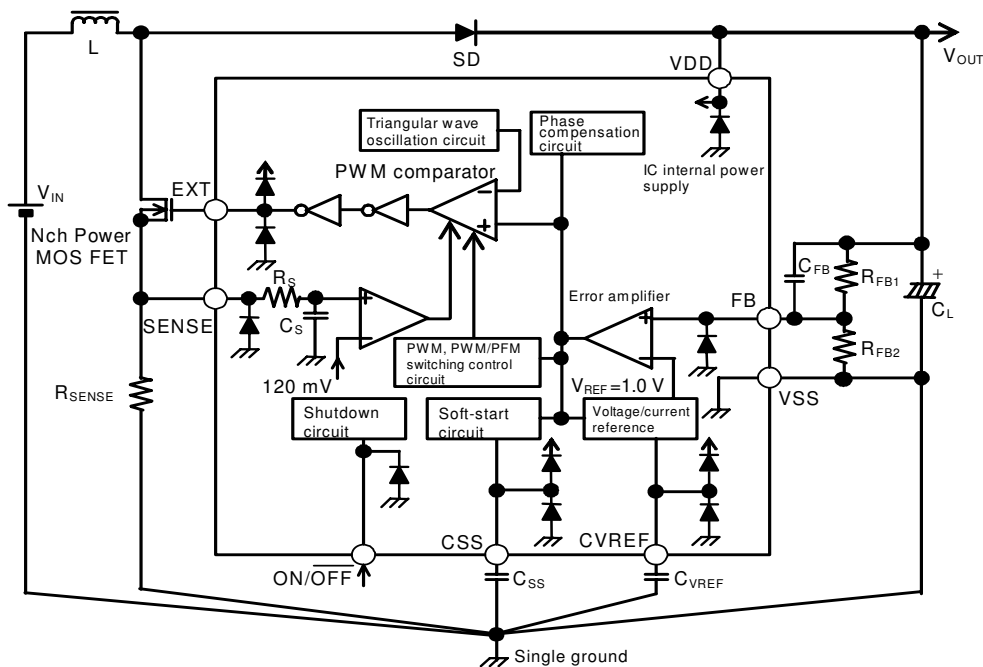 L
SD
VOUT
VDD
Triangular wave
oscillation circuit
Phase
compensation
circuit
PWM comparator
IC internal power
supply
VIN
EXT
Nch Power
MOS FET
−
+
RS
CFB
RFB1
+
CL
SENSE
CS
+
−
Error amplifier
+
−
FB
RFB2
120 mV
PWM, PWM/PFM
switching control
circuit
VREF=1.0 V
VSS
RSENSE
Shutdown
circuit
Soft-start
circuit
Voltage/current
reference
CSS
CVREF
ON/OFF
CSS
CVREF
Single ground